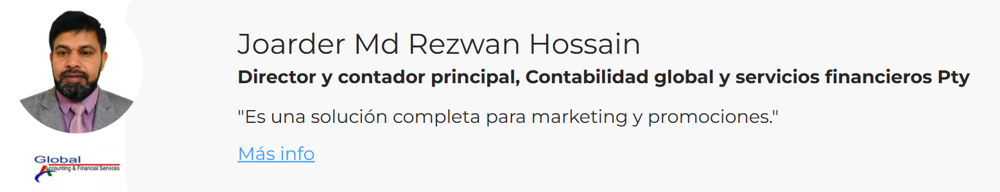 Joarder Md Rezwan Hossain
Director y contador principal, Contabilidad global y servicios financieros Pty
"Es una solución completa para marketing y promociones."
Más info
Global
Accounting & Financial Services